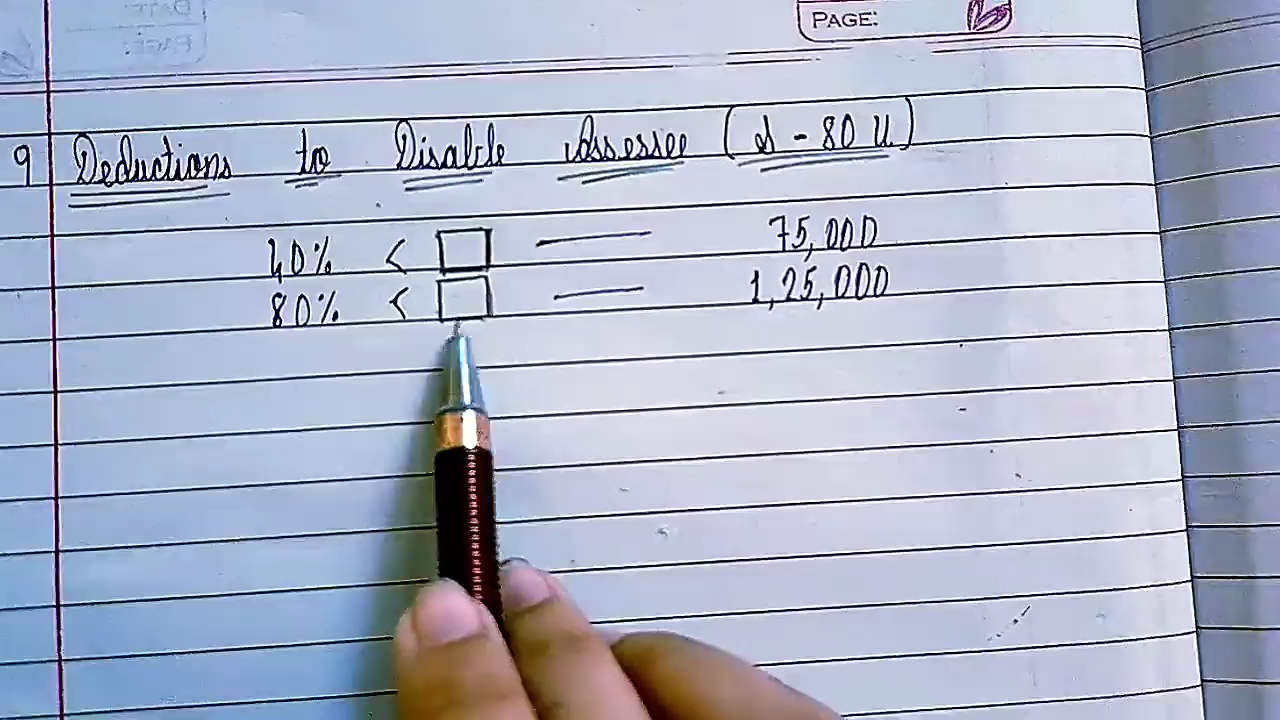 PAGE:
9 Deductions to Disable Assessee (S - 80 U)
40% < □ — 75,000
80% < □ — 1,25,000